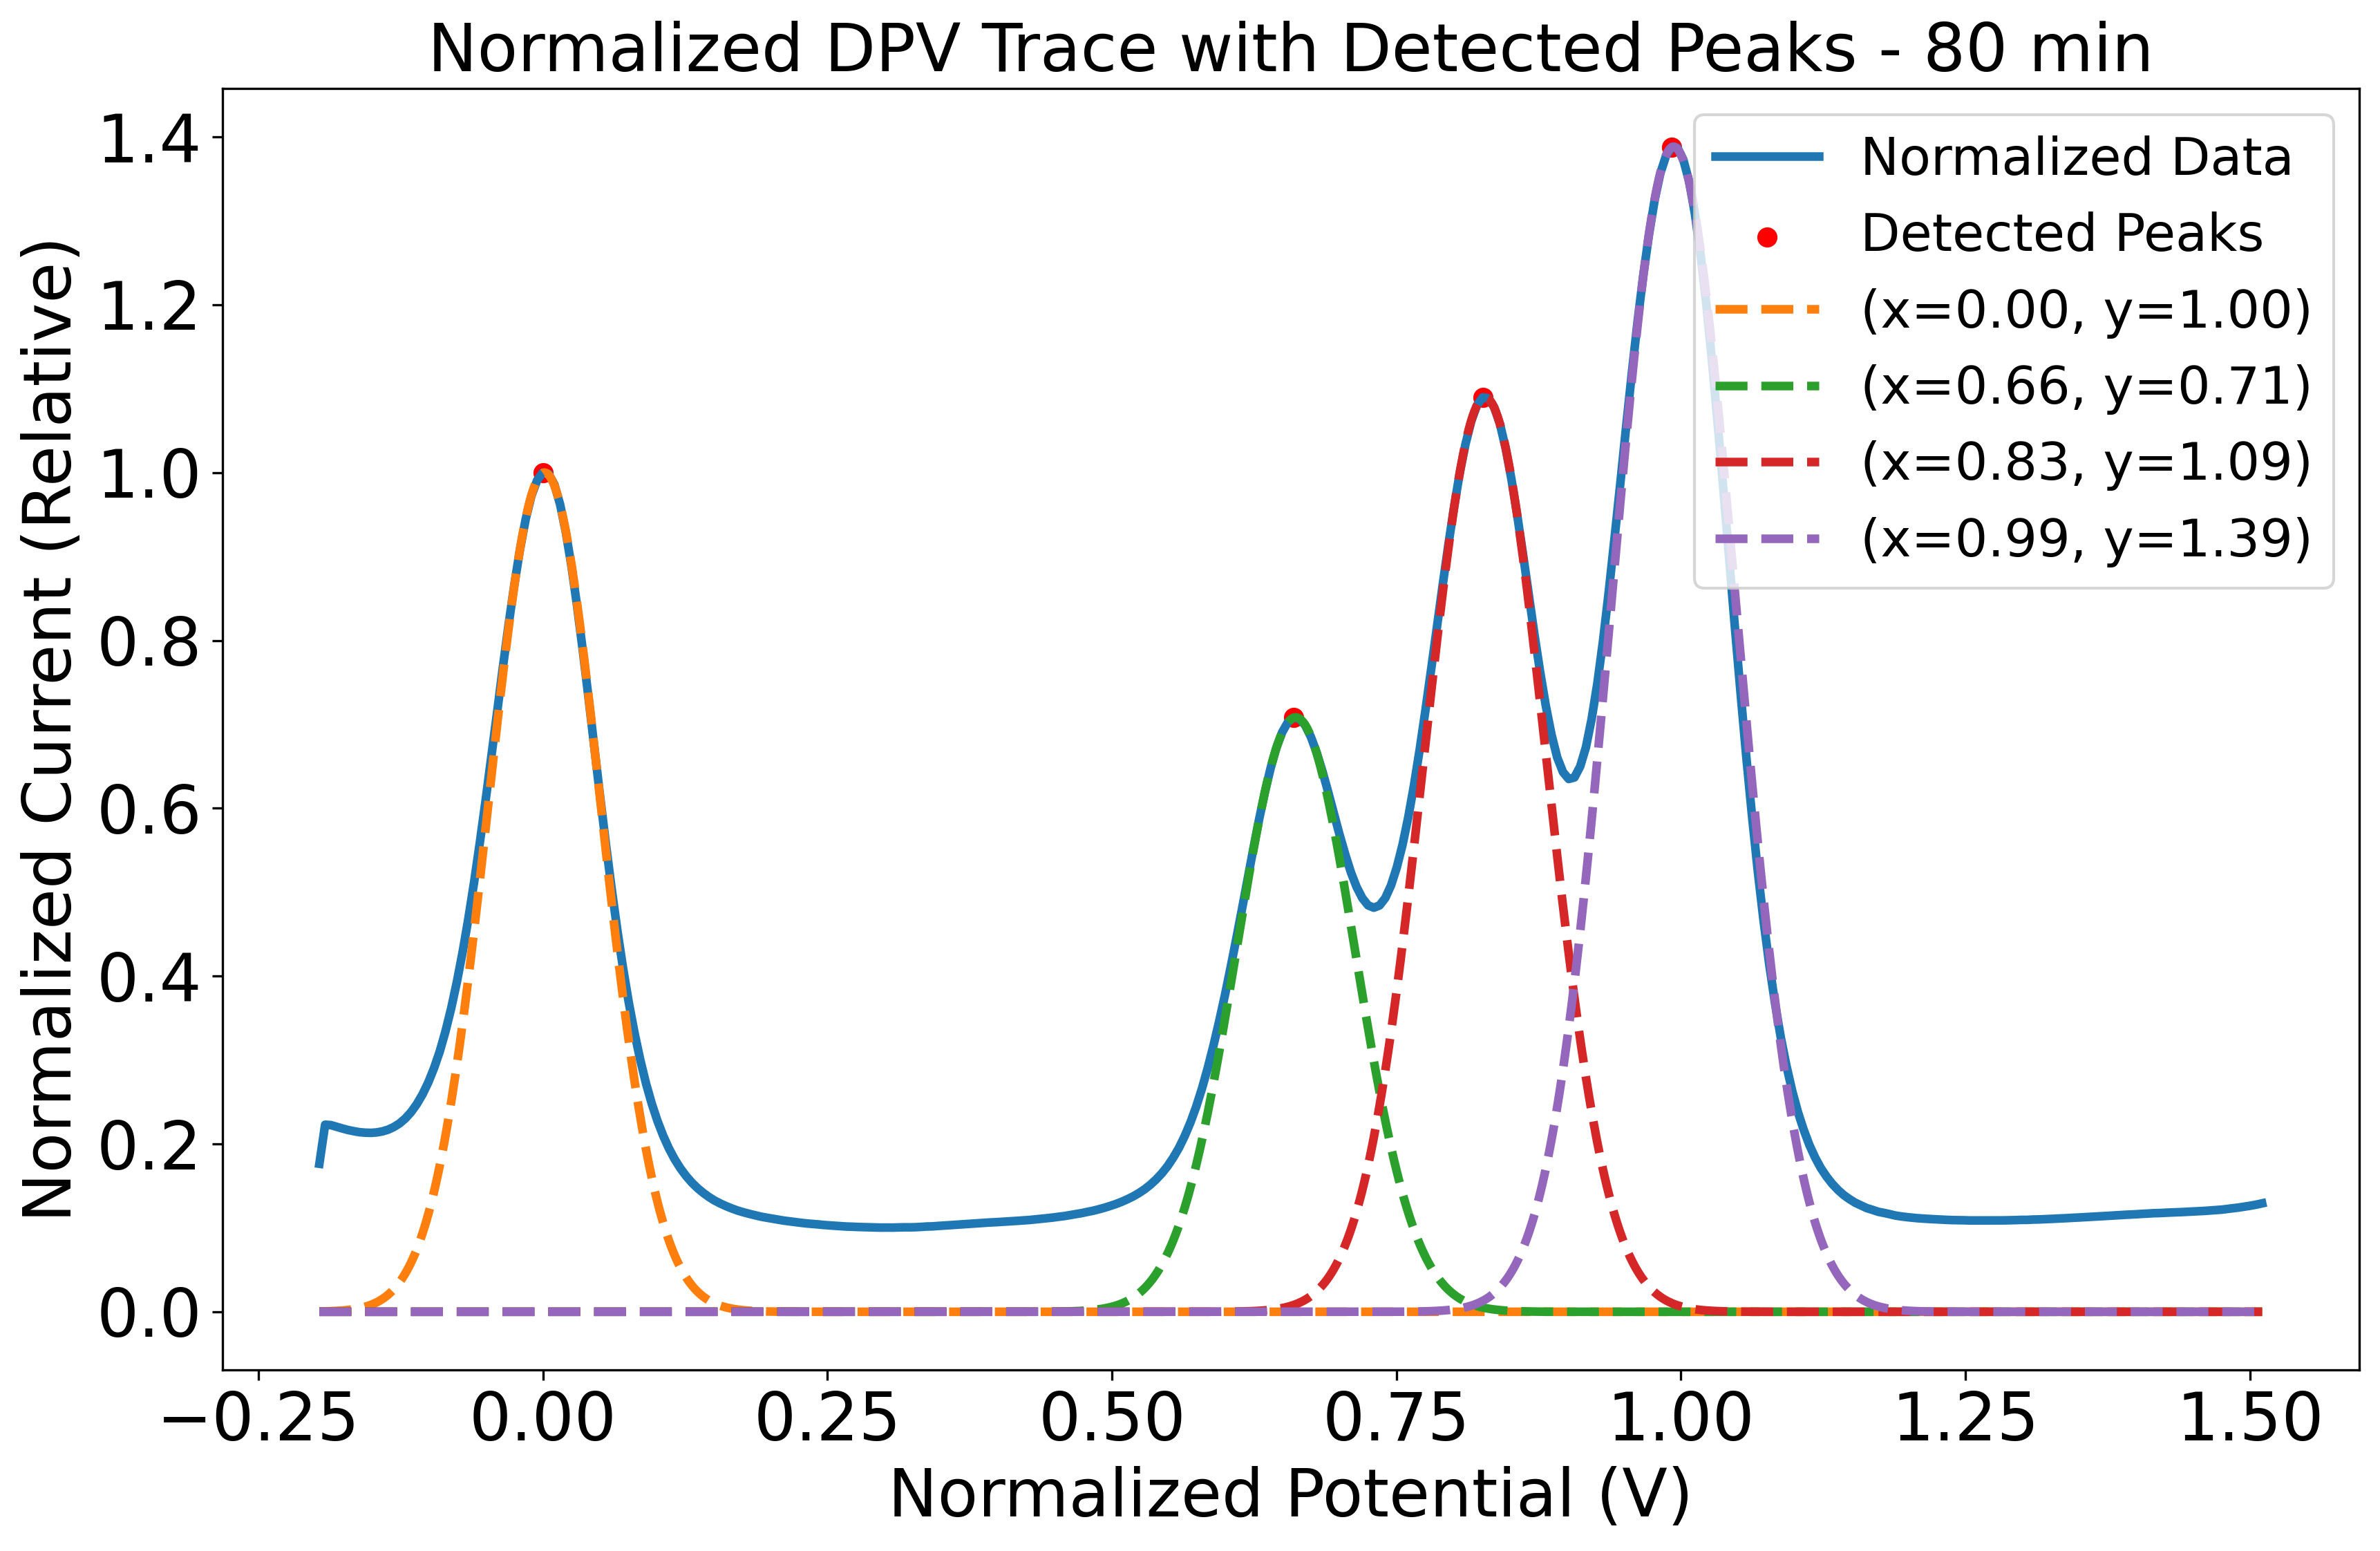 Normalized DPV Trace with Detected Peaks - 80 min
Normalized Current (Relative)
1.4
1.2
1.0
0.8
0.6
0.4
0.2
0.0
Normalized Data
Detected Peaks
(x=0.00, y=1.00)
(x=0.66, y=0.71)
(x=0.83, y=1.09)
(x=0.99, y=1.39)
−0.25 0.00 0.25 0.50 0.75 1.00 1.25 1.50
Normalized Potential (V)